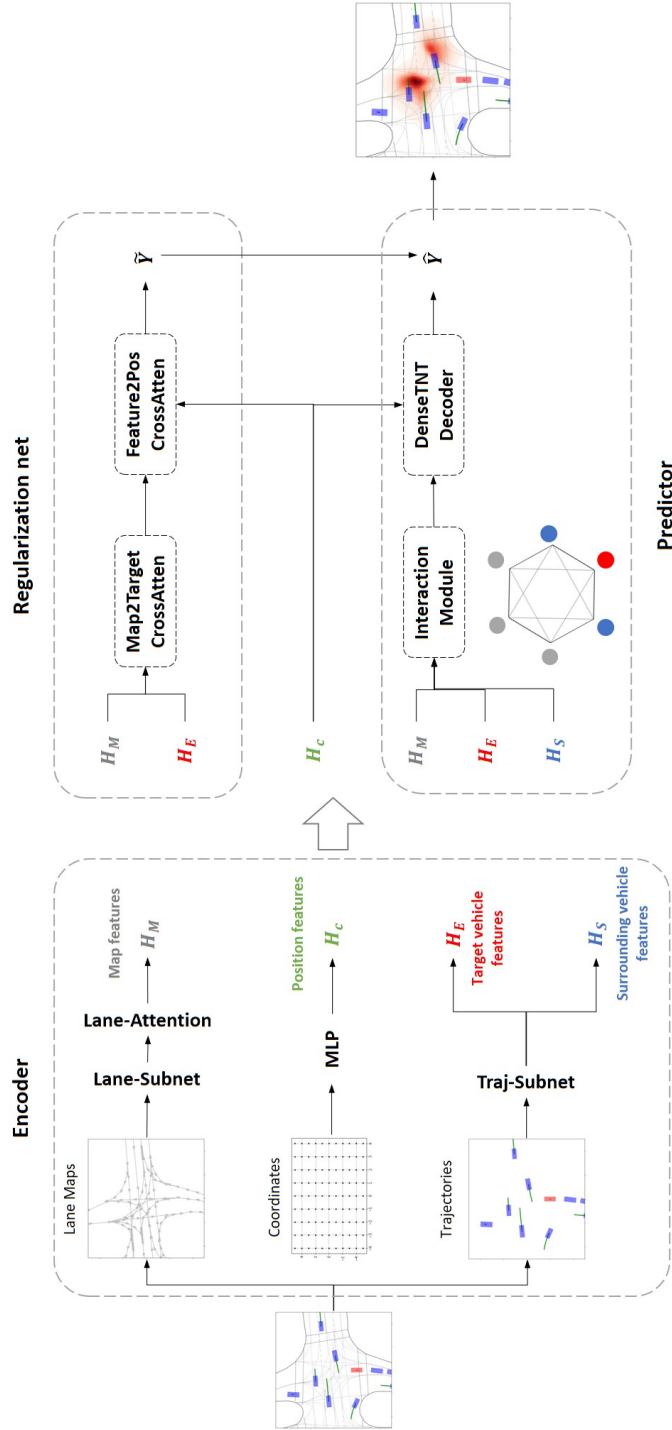 Encoder
Lane Maps
Lane-Subnet
Lane-Attention
Map features
H_M
Coordinates
MLP
Position features
H_c
Trajectories
Traj-Subnet
H_E
Target vehicle
features
H_S
Surrounding vehicle
features
Regularization net
H_M
H_E
Map2Target
CrossAtten
Feature2Pos
CrossAtten
Ỹ
H_c
H_M
H_E
H_S
Interaction
Module
DenseTNT
Decoder
Ŷ
Predictor